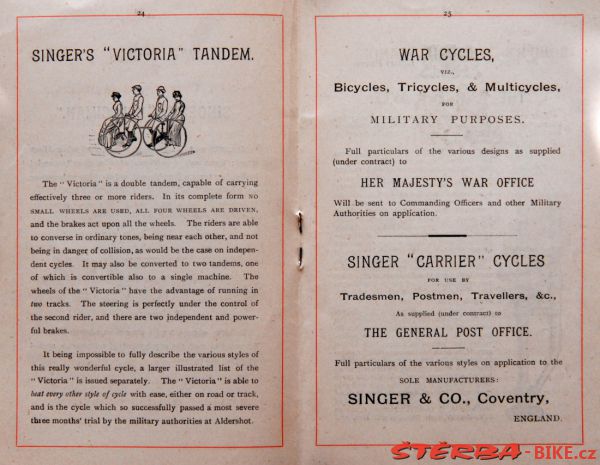 24
SINGER'S "VICTORIA" TANDEM.
The "Victoria" is a double tandem, capable of carrying
effectively three or more riders. In its complete form NO
SMALL WHEELS ARE USED, ALL FOUR WHEELS ARE DRIVEN,
and the brakes act upon all the wheels. The riders are able
to converse in ordinary tones, being near each other, and not
being in danger of collision, as would be the case on indepen-
dent cycles. It may also be converted to two tandems, one
of which is convertible also to a single machine. The
wheels of the "Victoria" have the advantage of running in
two tracks. The steering is perfectly under the control of
the second rider, and there are two independent and power-
ful brakes.
It being impossible to fully describe the various styles of
this really wonderful cycle, a larger illustrated list of the
"Victoria" is issued separately. The "Victoria" is able to
beat every other style of cycle with ease, either on road or track,
and is the cycle which so successfully passed a most severe
three months' trial by the military authorities at Aldershot.
25
WAR CYCLES,
VIZ.,
Bicycles, Tricycles, & Multicycles,
FOR
MILITARY PURPOSES.
Full particulars of the various designs as supplied
(under contract) to
HER MAJESTY'S WAR OFFICE
Will be sent to Commanding Officers and other Military
Authorities on application.
SINGER "CARRIER" CYCLES
FOR USE BY
Tradesmen, Postmen, Travellers, &c.,
As supplied (under contract) to
THE GENERAL POST OFFICE.
Full particulars of the various styles on application to the
SOLE MANUFACTURERS:
SINGER & CO., Coventry,
ENGLAND.
ŠTĚRBA-BIKE.cz